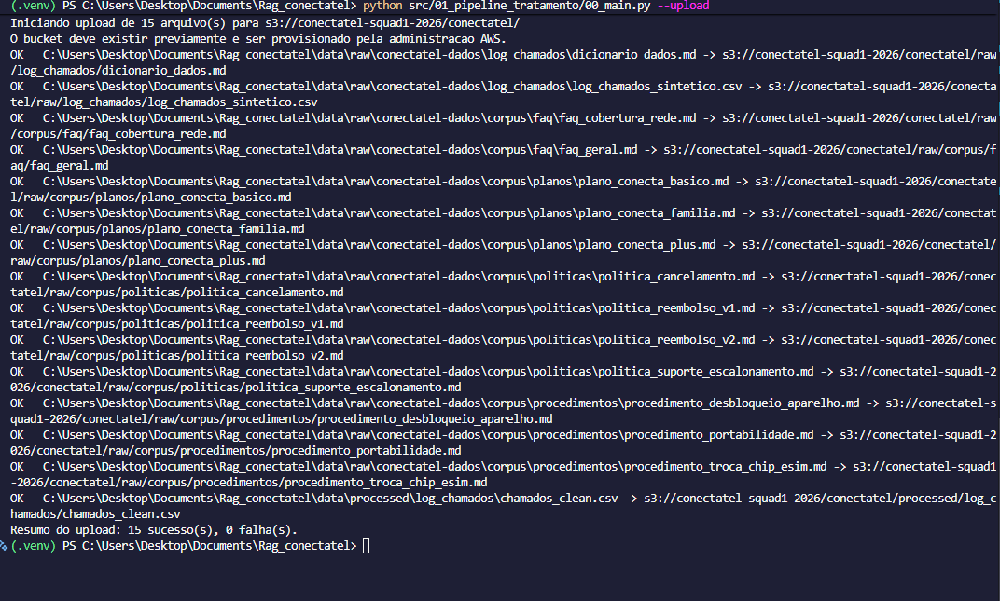 (.venv) PS C:\Users\Desktop\Documents\Rag_conectatel> python src/01_pipeline_tratamento/00_main.py --upload
Iniciando upload de 15 arquivo(s) para s3://conectatel-squad1-2026/conectatel/
O bucket deve existir previamente e ser provisionado pela administracao AWS.
OK   C:\Users\Desktop\Documents\Rag_conectatel\data\raw\conectatel-dados\log_chamados\dicionario_dados.md -> s3://conectatel-squad1-2026/conectatel/raw
/log_chamados/dicionario_dados.md
OK   C:\Users\Desktop\Documents\Rag_conectatel\data\raw\conectatel-dados\log_chamados\log_chamados_sintetico.csv -> s3://conectatel-squad1-2026/conecta
tel/raw/log_chamados/log_chamados_sintetico.csv
OK   C:\Users\Desktop\Documents\Rag_conectatel\data\raw\conectatel-dados\corpus\faq\faq_cobertura_rede.md -> s3://conectatel-squad1-2026/conectatel/raw
/corpus/faq/faq_cobertura_rede.md
OK   C:\Users\Desktop\Documents\Rag_conectatel\data\raw\conectatel-dados\corpus\faq\faq_geral.md -> s3://conectatel-squad1-2026/conectatel/raw/corpus/f
aq/faq_geral.md
OK   C:\Users\Desktop\Documents\Rag_conectatel\data\raw\conectatel-dados\corpus\planos\plano_conecta_basico.md -> s3://conectatel-squad1-2026/conectate
l/raw/corpus/planos/plano_conecta_basico.md
OK   C:\Users\Desktop\Documents\Rag_conectatel\data\raw\conectatel-dados\corpus\planos\plano_conecta_familia.md -> s3://conectatel-squad1-2026/conectat
el/raw/corpus/planos/plano_conecta_familia.md
OK   C:\Users\Desktop\Documents\Rag_conectatel\data\raw\conectatel-dados\corpus\planos\plano_conecta_plus.md -> s3://conectatel-squad1-2026/conectatel/
raw/corpus/planos/plano_conecta_plus.md
OK   C:\Users\Desktop\Documents\Rag_conectatel\data\raw\conectatel-dados\corpus\politicas\politica_cancelamento.md -> s3://conectatel-squad1-2026/conec
tatel/raw/corpus/politicas/politica_cancelamento.md
OK   C:\Users\Desktop\Documents\Rag_conectatel\data\raw\conectatel-dados\corpus\politicas\politica_reembolso_v1.md -> s3://conectatel-squad1-2026/conec
tatel/raw/corpus/politicas/politica_reembolso_v1.md
OK   C:\Users\Desktop\Documents\Rag_conectatel\data\raw\conectatel-dados\corpus\politicas\politica_reembolso_v2.md -> s3://conectatel-squad1-2026/conec
tatel/raw/corpus/politicas/politica_reembolso_v2.md
OK   C:\Users\Desktop\Documents\Rag_conectatel\data\raw\conectatel-dados\corpus\politicas\politica_suporte_escalonamento.md -> s3://conectatel-squad1-2
026/conectatel/raw/corpus/politicas/politica_suporte_escalonamento.md
OK   C:\Users\Desktop\Documents\Rag_conectatel\data\raw\conectatel-dados\corpus\procedimentos\procedimento_desbloqueio_aparelho.md -> s3://conectatel-s
quad1-2026/conectatel/raw/corpus/procedimentos/procedimento_desbloqueio_aparelho.md
OK   C:\Users\Desktop\Documents\Rag_conectatel\data\raw\conectatel-dados\corpus\procedimentos\procedimento_portabilidade.md -> s3://conectatel-squad1-2
026/conectatel/raw/corpus/procedimentos/procedimento_portabilidade.md
OK   C:\Users\Desktop\Documents\Rag_conectatel\data\raw\conectatel-dados\corpus\procedimentos\procedimento_troca_chip_esim.md -> s3://conectatel-squad1
-2026/conectatel/raw/corpus/procedimentos/procedimento_troca_chip_esim.md
OK   C:\Users\Desktop\Documents\Rag_conectatel\data\processed\log_chamados\chamados_clean.csv -> s3://conectatel-squad1-2026/conectatel/processed/log_c
hamados/chamados_clean.csv
Resumo do upload: 15 sucesso(s), 0 falha(s).
(.venv) PS C:\Users\Desktop\Documents\Rag_conectatel>